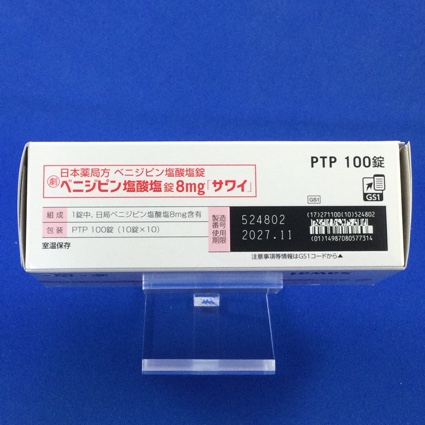 日本薬局方 ベニジピン塩酸塩錠
劇 ベニジピン塩酸塩錠8mg「サワイ」
PTP 100錠
GS1
組成 1錠中、日局ベニジピン塩酸塩8mg含有
包装 PTP 100錠(10錠×10)
室温保存
製造番号 524802
使用期限 2027.11
GS1
(17)271100(10)524802
(01)14987080577314
注意事項等情報はGS1コードから▲